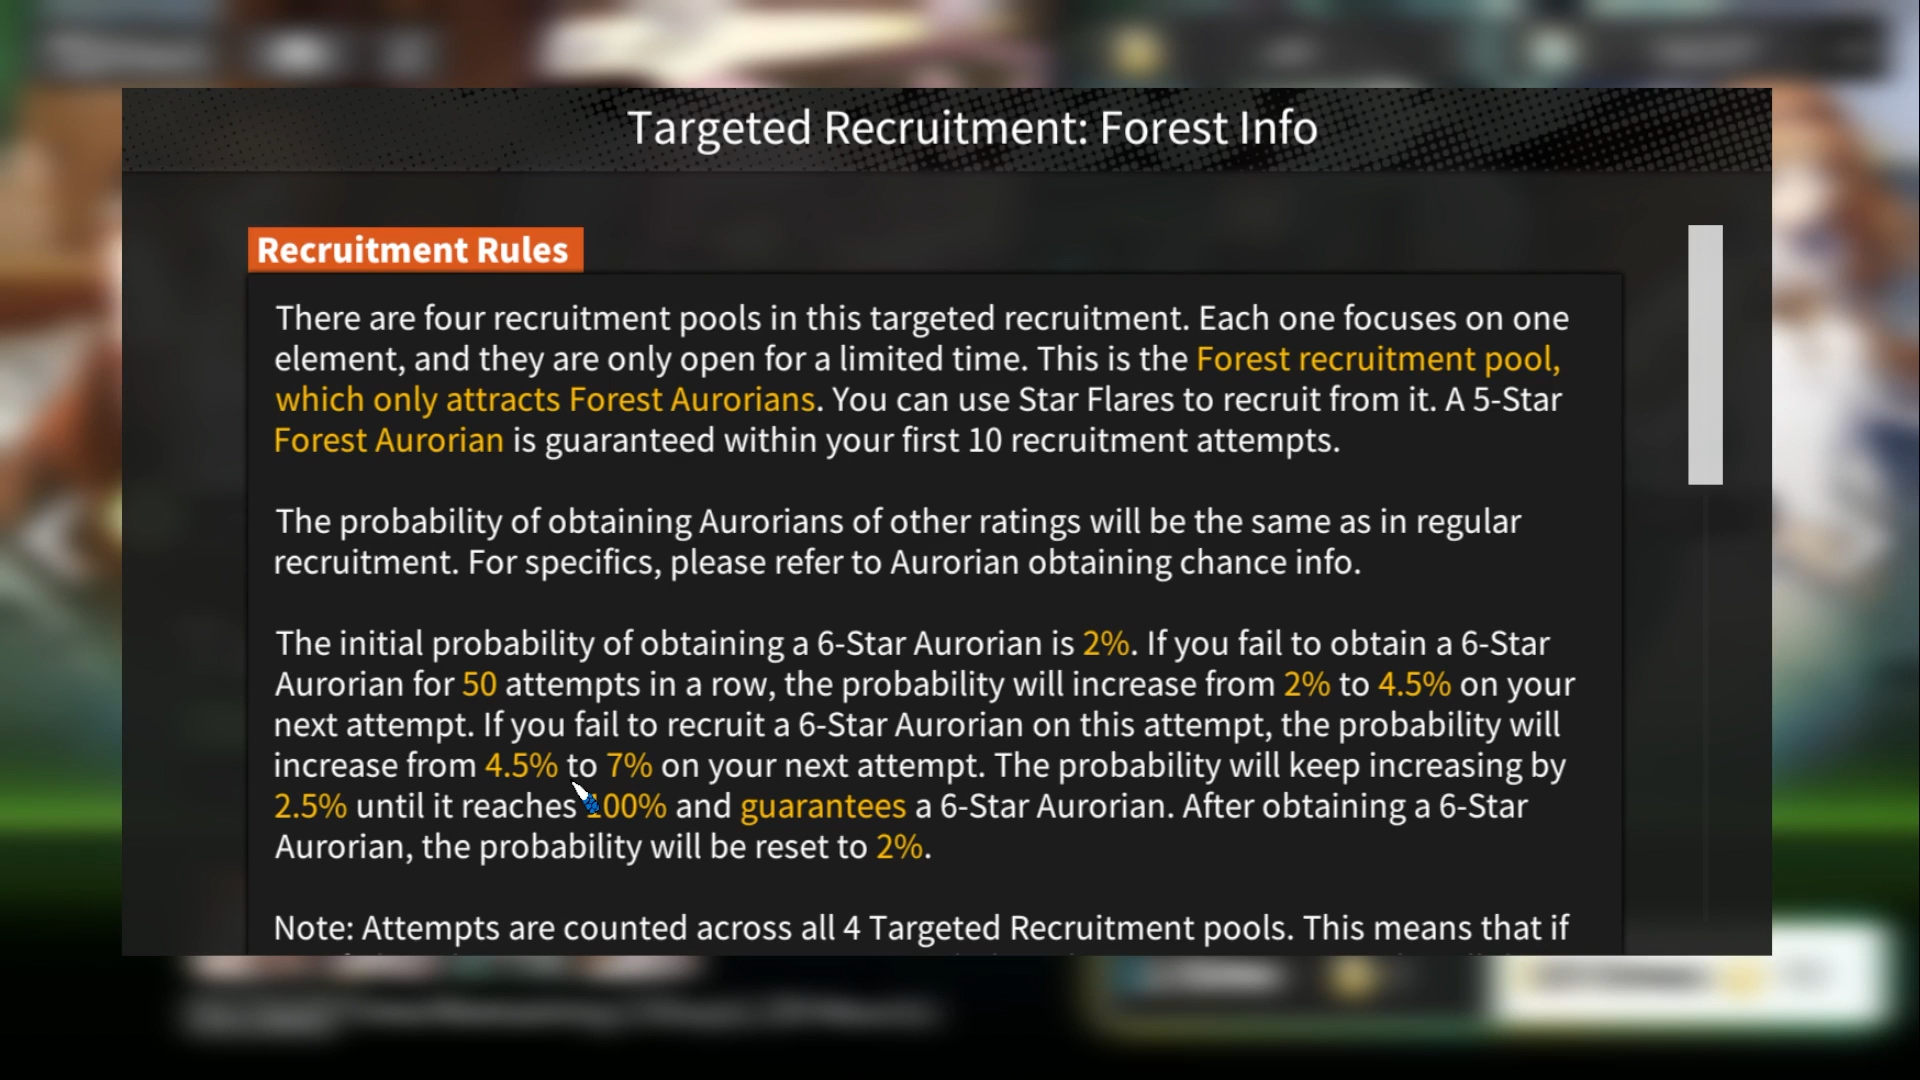 Targeted Recruitment: Forest Info
Recruitment Rules
There are four recruitment pools in this targeted recruitment. Each one focuses on one
element, and they are only open for a limited time. This is the Forest recruitment pool,
which only attracts Forest Aurorians. You can use Star Flares to recruit from it. A 5-Star
Forest Aurorian is guaranteed within your first 10 recruitment attempts.
The probability of obtaining Aurorians of other ratings will be the same as in regular
recruitment. For specifics, please refer to Aurorian obtaining chance info.
The initial probability of obtaining a 6-Star Aurorian is 2%. If you fail to obtain a 6-Star
Aurorian for 50 attempts in a row, the probability will increase from 2% to 4.5% on your
next attempt. If you fail to recruit a 6-Star Aurorian on this attempt, the probability will
increase from 4.5% to 7% on your next attempt. The probability will keep increasing by
2.5% until it reaches 100% and guarantees a 6-Star Aurorian. After obtaining a 6-Star
Aurorian, the probability will be reset to 2%.
Note: Attempts are counted across all 4 Targeted Recruitment pools. This means that if